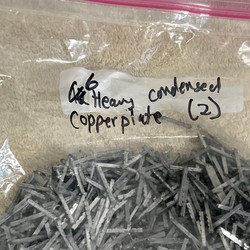 6
Heavy condensed
Copperplate (2)